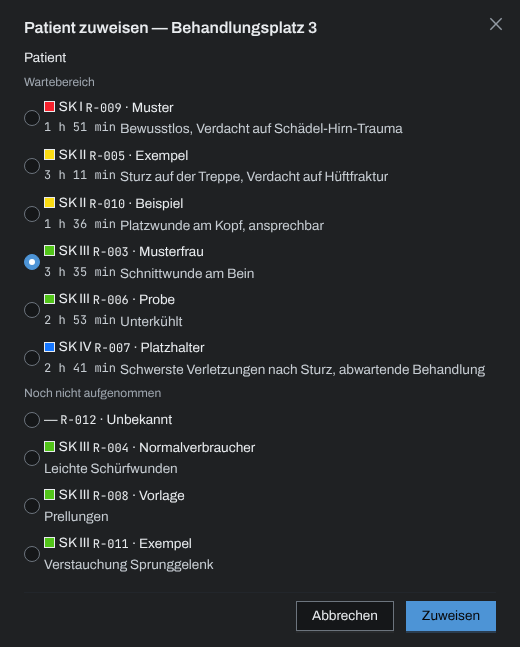 Patient zuweisen — Behandlungsplatz 3
Patient
Wartebereich
SK I R-009 · Muster
1 h 51 min Bewusstlos, Verdacht auf Schädel-Hirn-Trauma
SK II R-005 · Exempel
3 h 11 min Sturz auf der Treppe, Verdacht auf Hüftfraktur
SK II R-010 · Beispiel
1 h 36 min Platzwunde am Kopf, ansprechbar
SK III R-003 · Musterfrau
3 h 35 min Schnittwunde am Bein
SK III R-006 · Probe
2 h 53 min Unterkühlt
SK IV R-007 · Platzhalter
2 h 41 min Schwerste Verletzungen nach Sturz, abwartende Behandlung
Noch nicht aufgenommen
— R-012 · Unbekannt
SK III R-004 · Normalverbraucher
Leichte Schürfwunden
SK III R-008 · Vorlage
Prellungen
SK III R-011 · Exempel
Verstauchung Sprunggelenk
Abbrechen Zuweisen